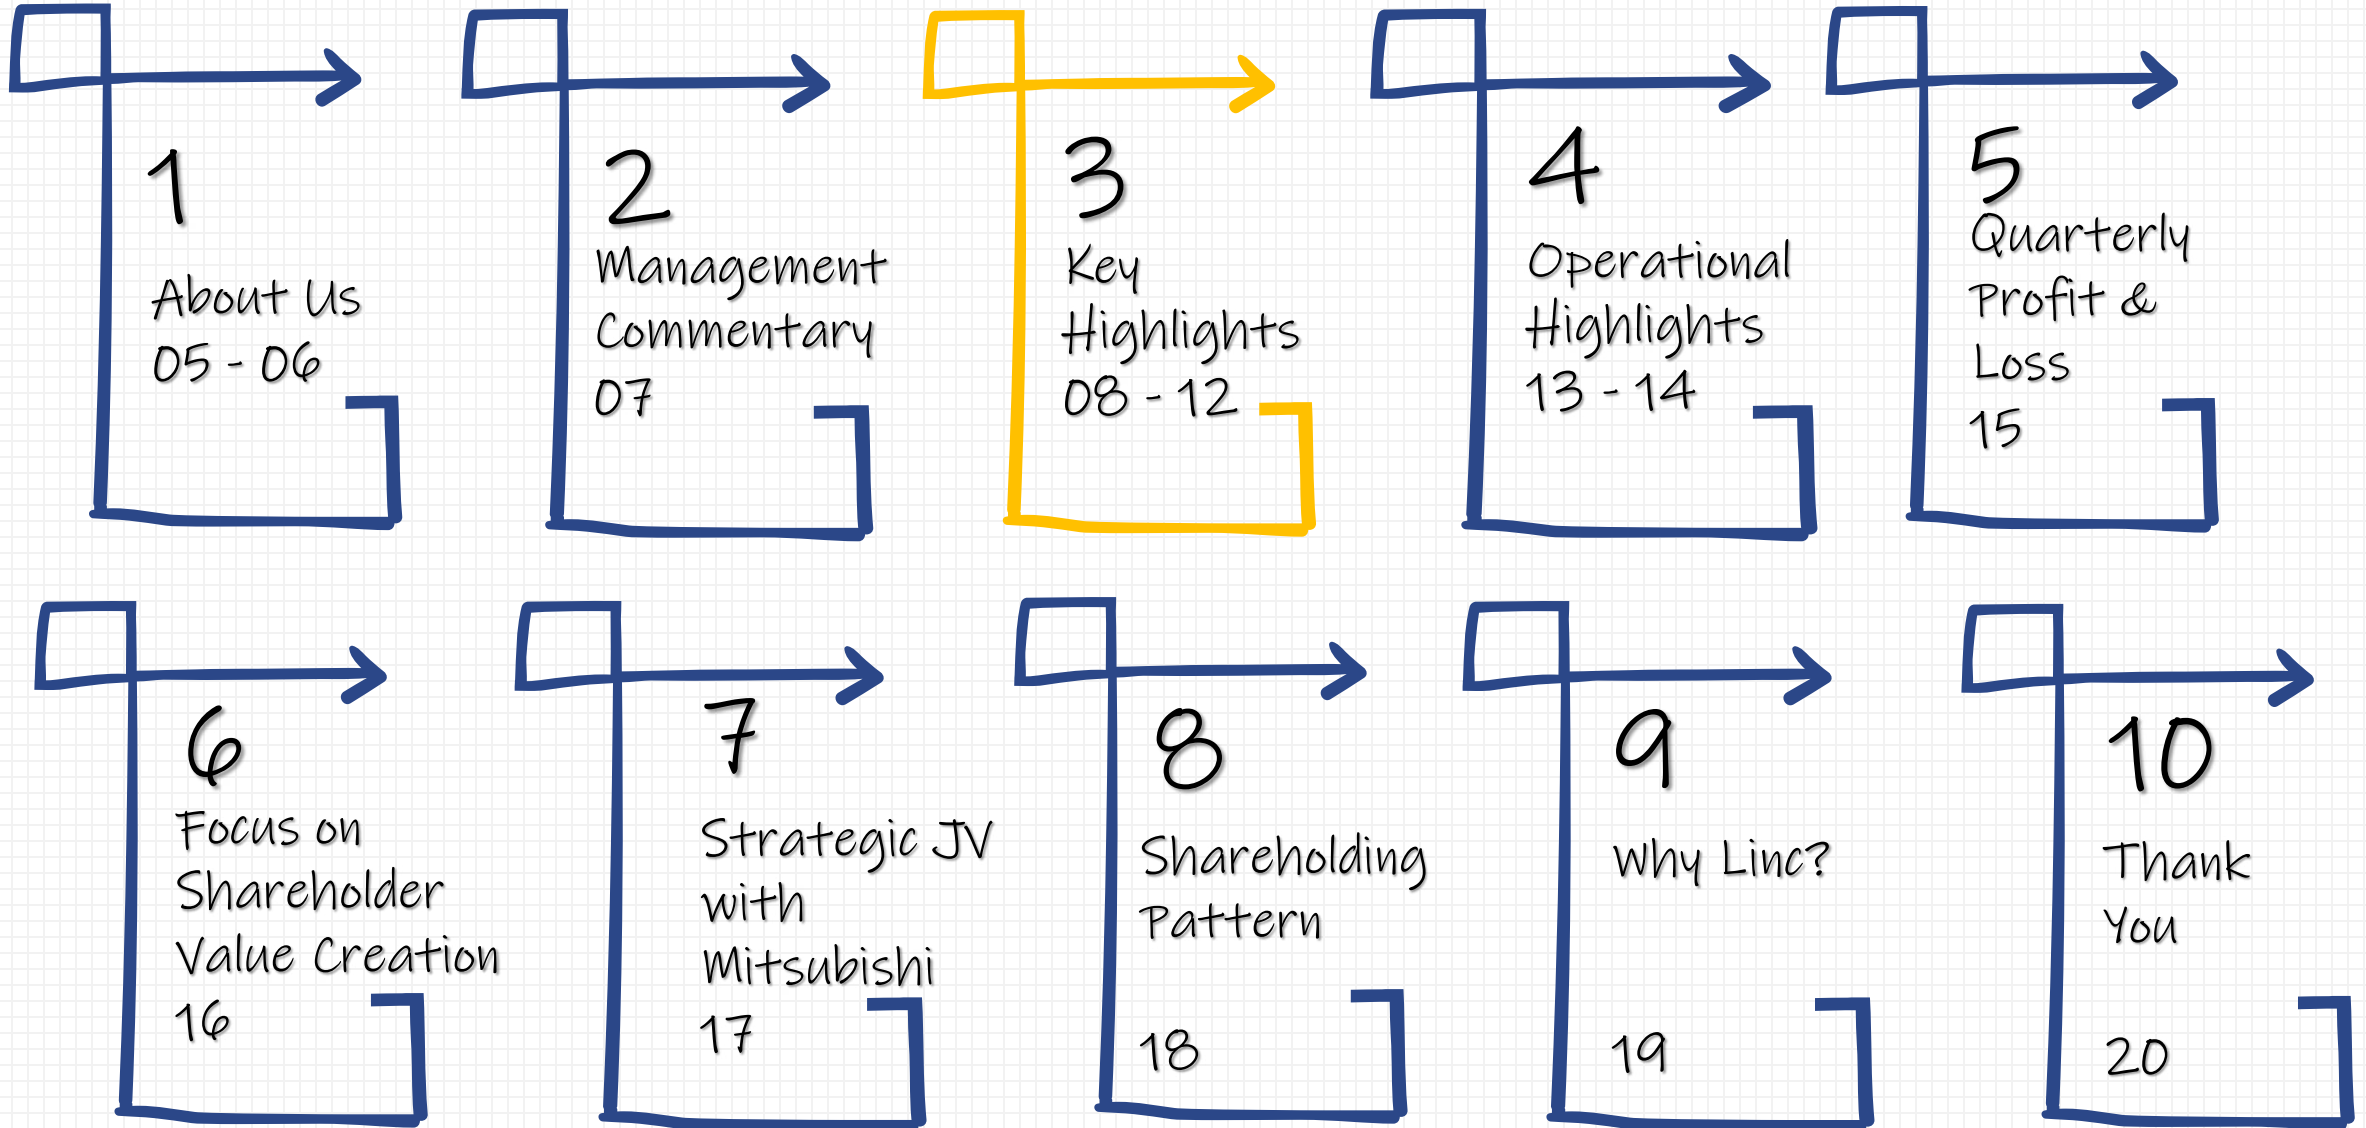 1
About Us
05 - 06
2
Management
Commentary
07
3
Key
Highlights
08 - 12
4
Operational
Highlights
13 - 14
5
Quarterly
Profit &
Loss
15
6
Focus on
Shareholder
Value Creation
16
7
Strategic JV
with
Mitsubishi
17
8
Shareholding
Pattern
18
9
Why Linc?
19
10
Thank
You
20